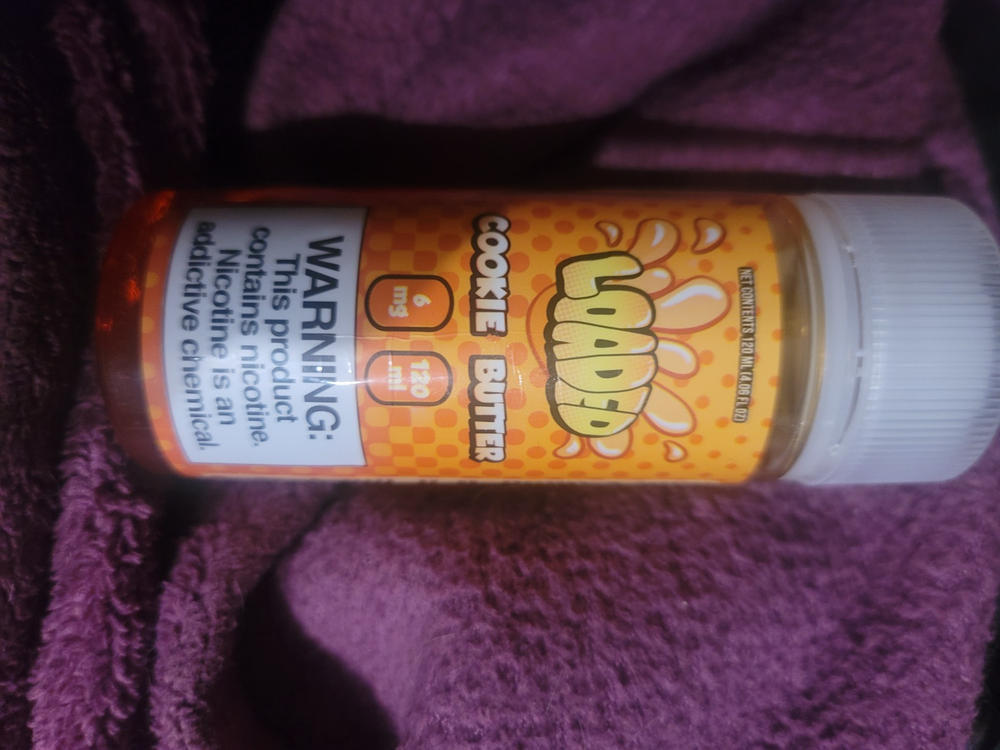 NET CONTENTS 120 ML (4.06 FL OZ)
LOADED
COOKIE BUTTER
6
mg
120
ml
WARNING:
This product
contains nicotine.
Nicotine is an
addictive chemical.